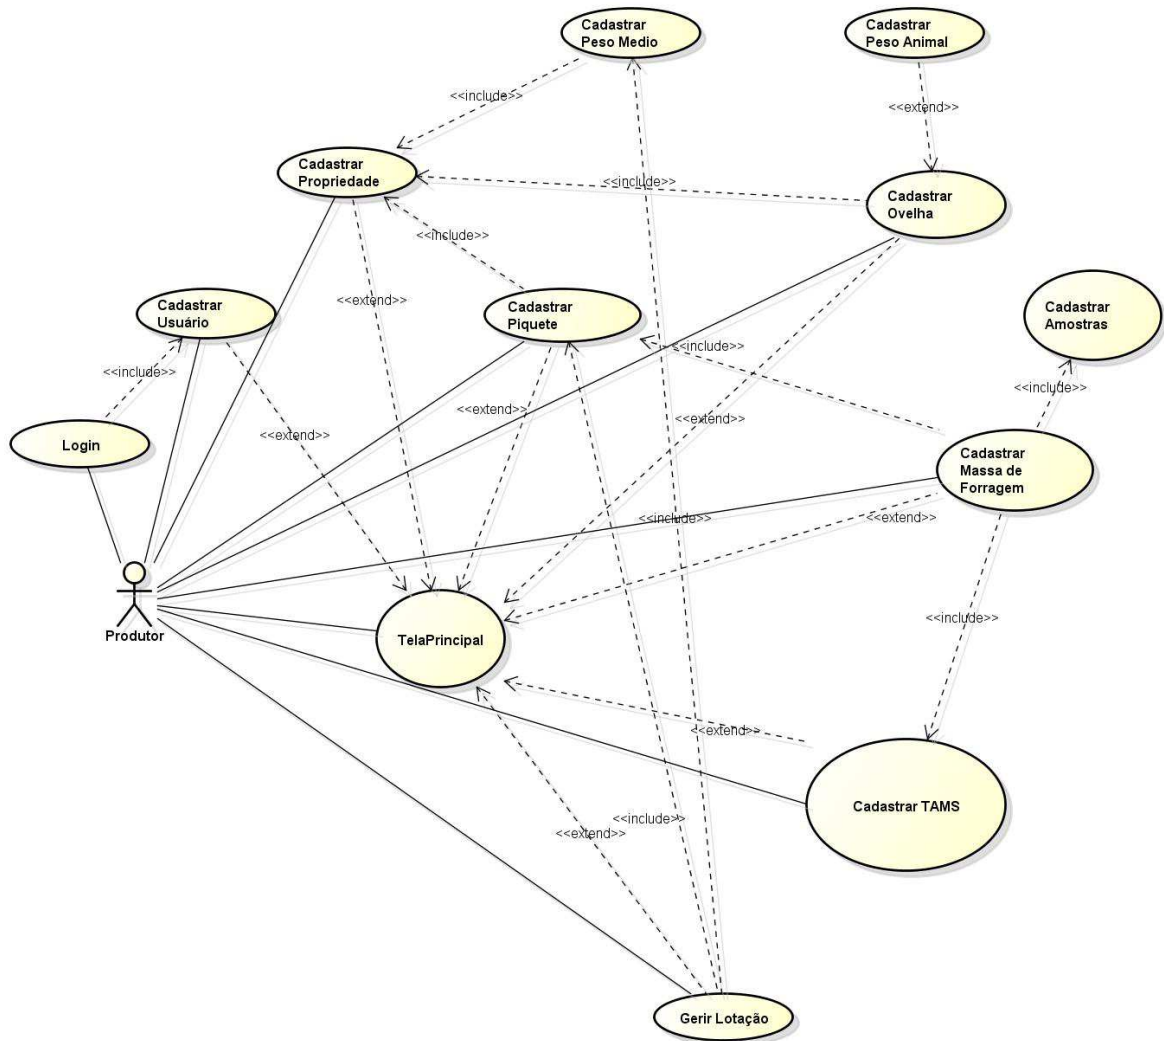 Cadastrar
Peso Medio
Cadastrar
Peso Animal
<<include>>
<<extend>>
Cadastrar
Propriedade
<<include>>
Cadastrar
Ovelha
<<include>>
Cadastrar
Usuário
<<extend>>
Cadastrar
Piquete
Cadastrar
Amostras
<<include>>
<<include>>
<<include>>
Login
<<extend>>
<<extend>>
<<extend>>
Cadastrar
Massa de
Forragem
<<include>>
<<extend>>
Produtor
TelaPrincipal
<<include>>
<<extend>>
Cadastrar TAMS
<<include>>
<<extend>>
Gerir Lotação